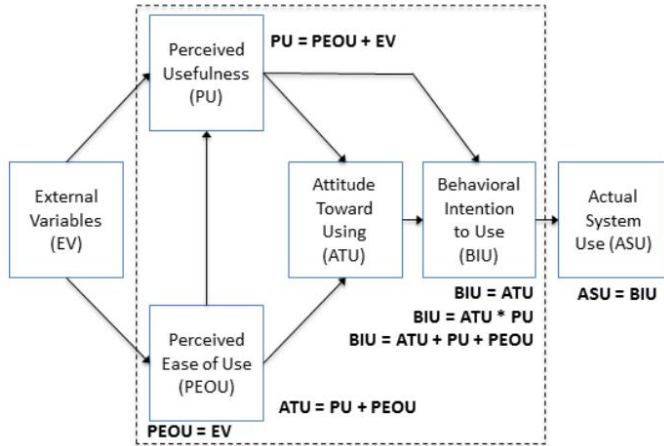 Perceived
Usefulness
(PU)
PU = PEOU + EV
External
Variables
(EV)
Attitude
Toward
Using
(ATU)
Behavioral
Intention
to Use
(BIU)
Actual
System
Use (ASU)
BIU = ATU
BIU = ATU * PU
BIU = ATU + PU + PEOU
ASU = BIU
Perceived
Ease of Use
(PEOU)
ATU = PU + PEOU
PEOU = EV